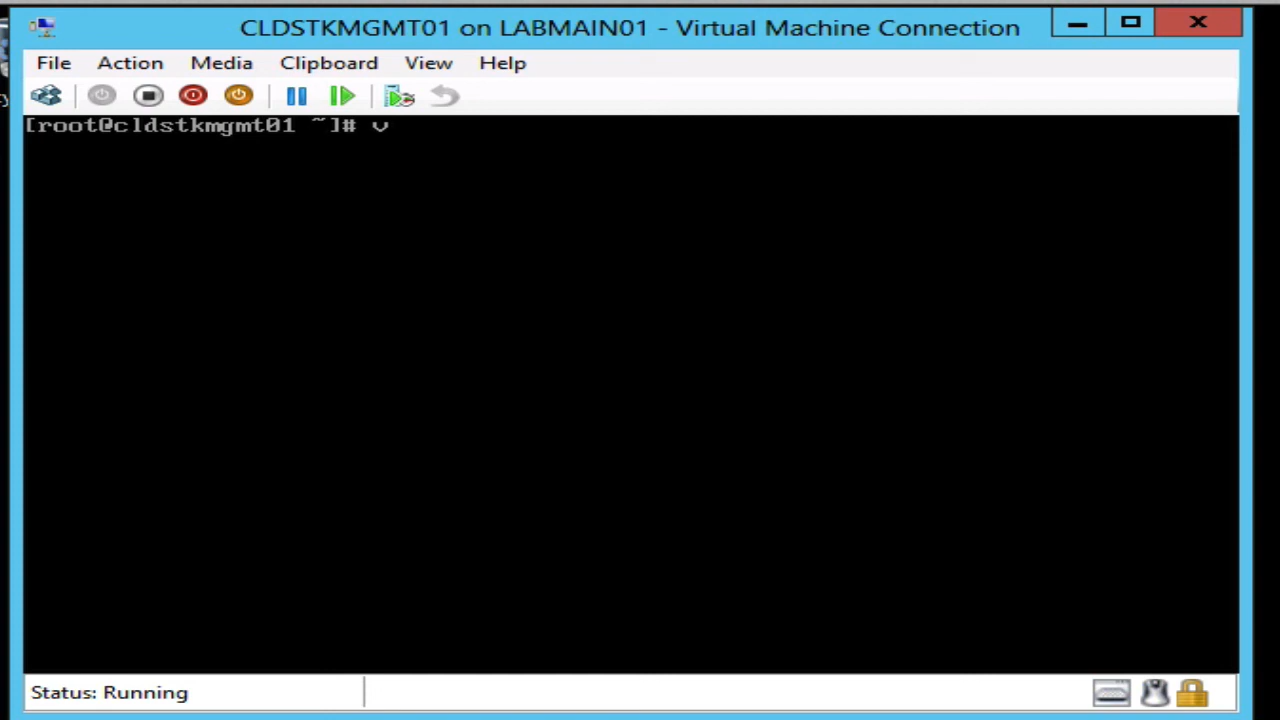 CLDSTKMGMT01 on LABMAIN01 - Virtual Machine Connection
File Action Media Clipboard View Help
[root@cldstkmgmt01 ~]# v
Status: Running